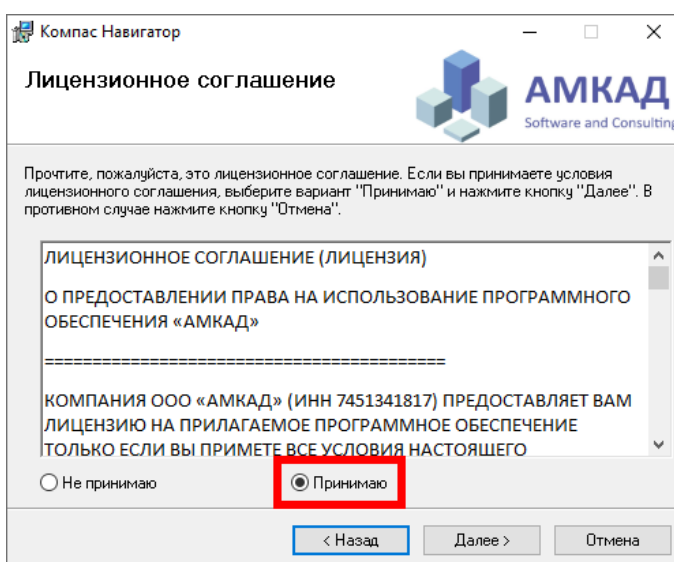 Компас Навигатор
Лицензионное соглашение
АМКАД
Software and Consulting
Прочтите, пожалуйста, это лицензионное соглашение. Если вы принимаете условия
лицензионного соглашения, выберите вариант "Принимаю" и нажмите кнопку "Далее". В
противном случае нажмите кнопку "Отмена".
ЛИЦЕНЗИОННОЕ СОГЛАШЕНИЕ (ЛИЦЕНЗИЯ)
О ПРЕДОСТАВЛЕНИИ ПРАВА НА ИСПОЛЬЗОВАНИЕ ПРОГРАММНОГО
ОБЕСПЕЧЕНИЯ «АМКАД»
==========================================
КОМПАНИЯ ООО «АМКАД» (ИНН 7451341817) ПРЕДОСТАВЛЯЕТ ВАМ
ЛИЦЕНЗИЮ НА ПРИЛАГАЕМОЕ ПРОГРАММНОЕ ОБЕСПЕЧЕНИЕ
ТОЛЬКО ЕСЛИ ВЫ ПРИМЕТЕ ВСЕ УСЛОВИЯ НАСТОЯЩЕГО
Не принимаю
Принимаю
< Назад
Далее >
Отмена